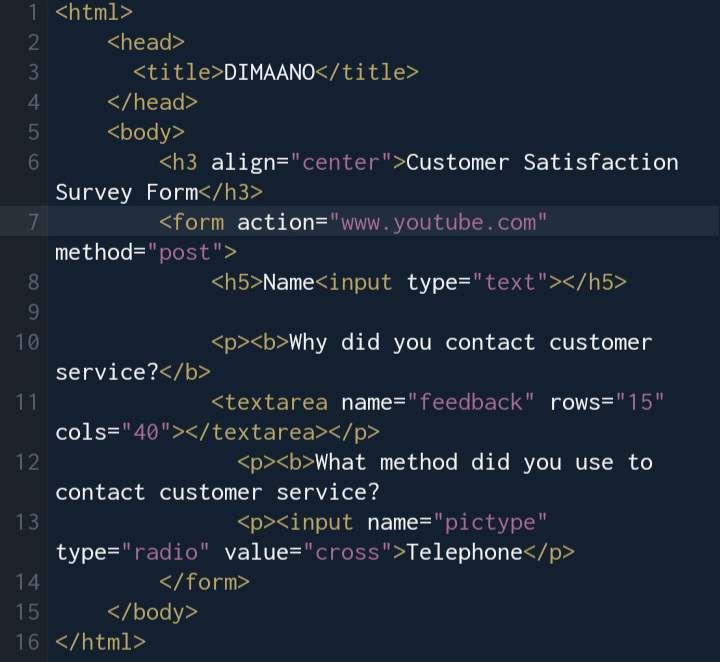 1 <html>
2 <head>
3 <title>DIMAANO</title>
4 </head>
5 <body>
6 <h3 align="center">Customer Satisfaction
Survey Form</h3>
7 <form action="www.youtube.com"
method="post">
8 <h5>Name<input type="text"></h5>
9
10 <p><b>Why did you contact customer
service?</b>
11 <textarea name="feedback" rows="15"
cols="40"></textarea></p>
12 <p><b>What method did you use to
contact customer service?
13 <p><input name="pictype"
type="radio" value="cross">Telephone</p>
14 </form>
15 </body>
16 </html>